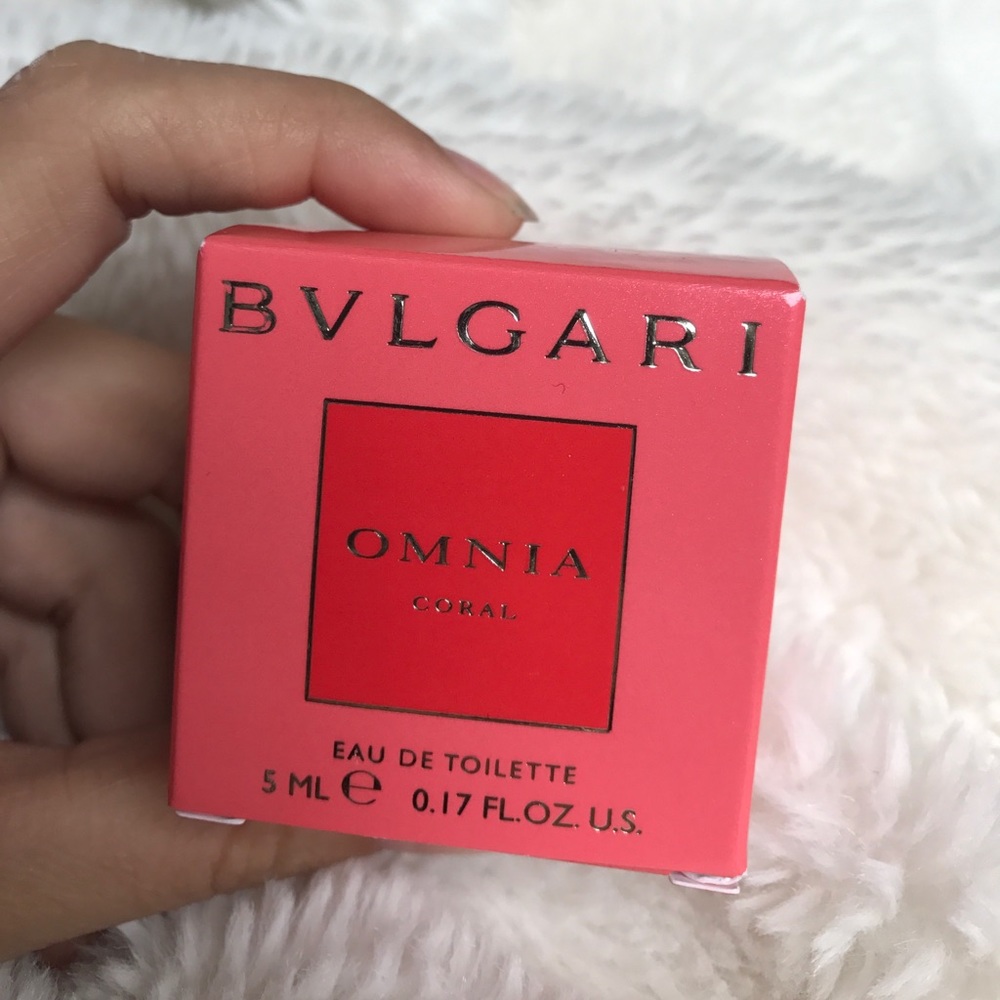 BVLGARI
OMNIA
CORAL
EAU DE TOILETTE
5 ML ℮ 0.17 FL.OZ. U.S.